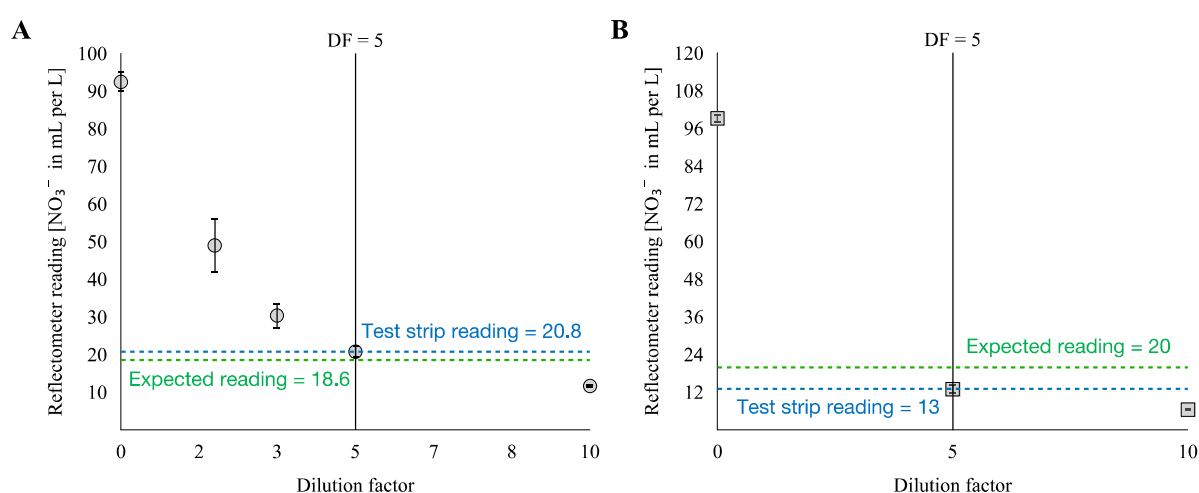 A
DF = 5
Reflectometer reading [NO₃⁻ in mL per L]
100
90
80
70
60
50
40
30
20
10
Test strip reading = 20.8
Expected reading = 18.6
0
2
3
5
7
8
10
Dilution factor
B
DF = 5
Reflectometer reading [NO₃⁻ in mL per L]
120
108
96
84
72
60
48
36
24
12
Expected reading = 20
Test strip reading = 13
0
5
10
Dilution factor